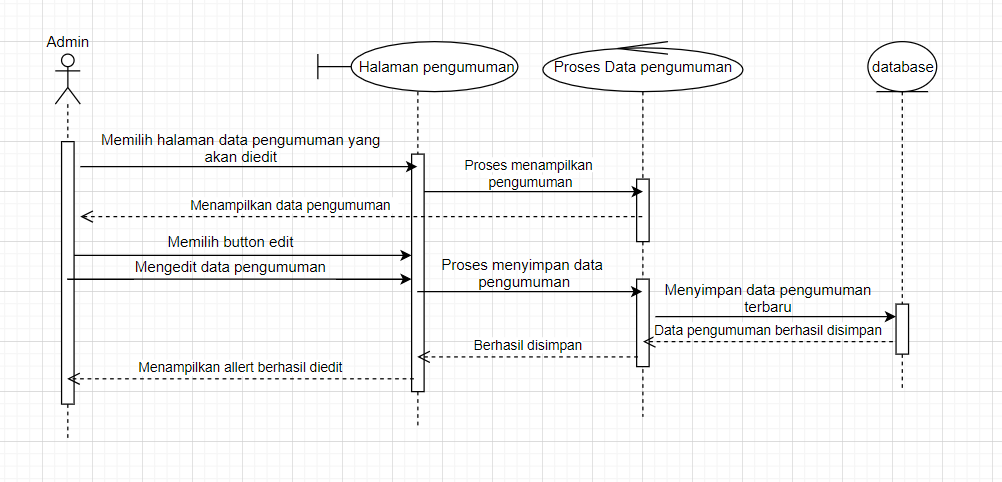 Admin
Halaman pengumuman
Proses Data pengumuman
database
Memilih halaman data pengumuman yang
akan diedit
Proses menampilkan
pengumuman
Menampilkan data pengumuman
Memilih button edit
Mengedit data pengumuman
Proses menyimpan data
pengumuman
Menyimpan data pengumuman
terbaru
Data pengumuman berhasil disimpan
Berhasil disimpan
Menampilkan allert berhasil diedit